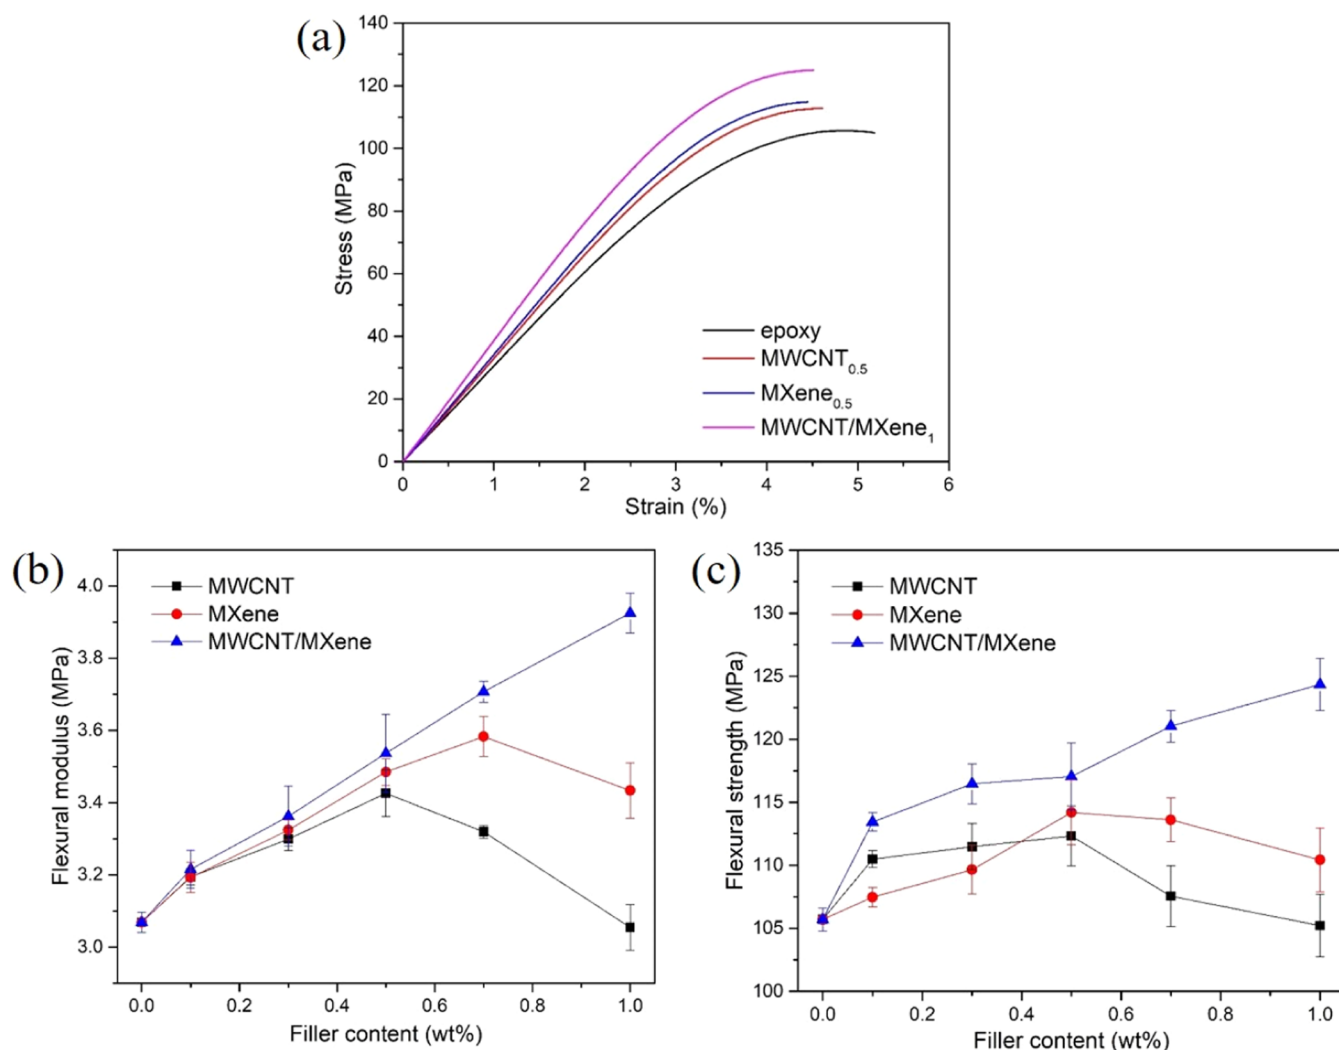 (a)
140
120
100
80
60
40
20
0
Stress (MPa)
epoxy
MWCNT0.5
MXene0.5
MWCNT/MXene1
0 1 2 3 4 5 6
Strain (%)
(b)
4.0
3.8
3.6
3.4
3.2
3.0
Flexural modulus (MPa)
MWCNT
MXene
MWCNT/MXene
0.0 0.2 0.4 0.6 0.8 1.0
Filler content (wt%)
(c)
135
130
125
120
115
110
105
100
Flexural strength (MPa)
MWCNT
MXene
MWCNT/MXene
0.0 0.2 0.4 0.6 0.8 1.0
Filler content (wt%)